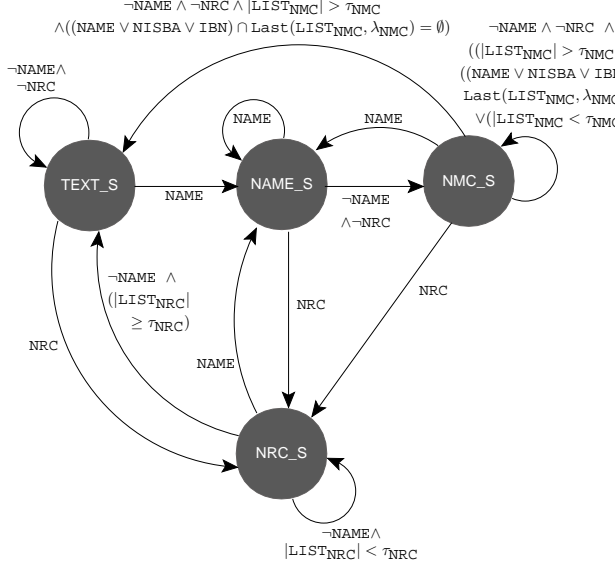 ¬NAME ∧ ¬NRC ∧ |LIST_NMC| > τ_NMC
∧((NAME ∨ NISBA ∨ IBN) ∩ Last(LIST_NMC, λ_NMC) = ∅)
¬NAME ∧ ¬NRC ∧
((|LIST_NMC| > τ_NMC
((NAME ∨ NISBA ∨ IBN
Last(LIST_NMC, λ_NMC
∨(|LIST_NMC < τ_NMC
¬NAME∧
¬NRC
NAME
NAME
TEXT_S
NAME
NAME_S
¬NAME
∧¬NRC
NMC_S
¬NAME ∧
(|LIST_NRC|
≥ τ_NRC)
NRC
NRC
NRC
NAME
NRC_S
¬NAME∧
|LIST_NRC| < τ_NRC